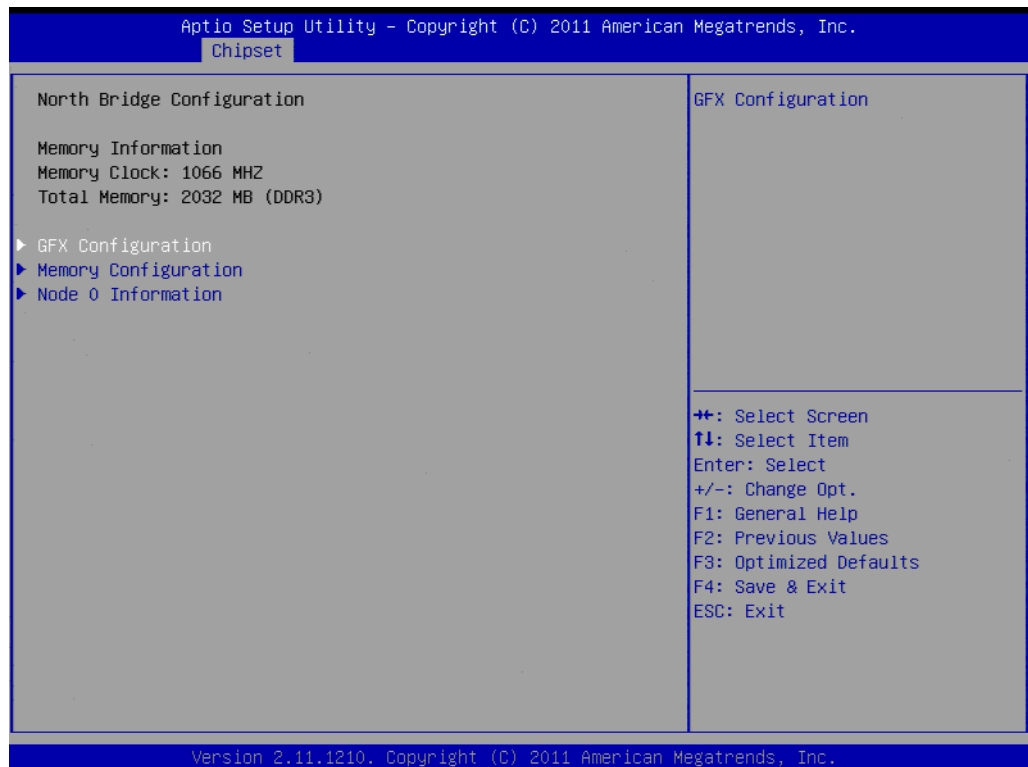 Aptio Setup Utility – Copyright (C) 2011 American Megatrends, Inc.
Chipset
North Bridge Configuration
Memory Information
Memory Clock: 1066 MHZ
Total Memory: 2032 MB (DDR3)
GFX Configuration
Memory Configuration
Node 0 Information
GFX Configuration
→←: Select Screen
↑↓: Select Item
Enter: Select
+/-: Change Opt.
F1: General Help
F2: Previous Values
F3: Optimized Defaults
F4: Save & Exit
ESC: Exit
Version 2.11.1210. Copyright (C) 2011 American Megatrends, Inc.